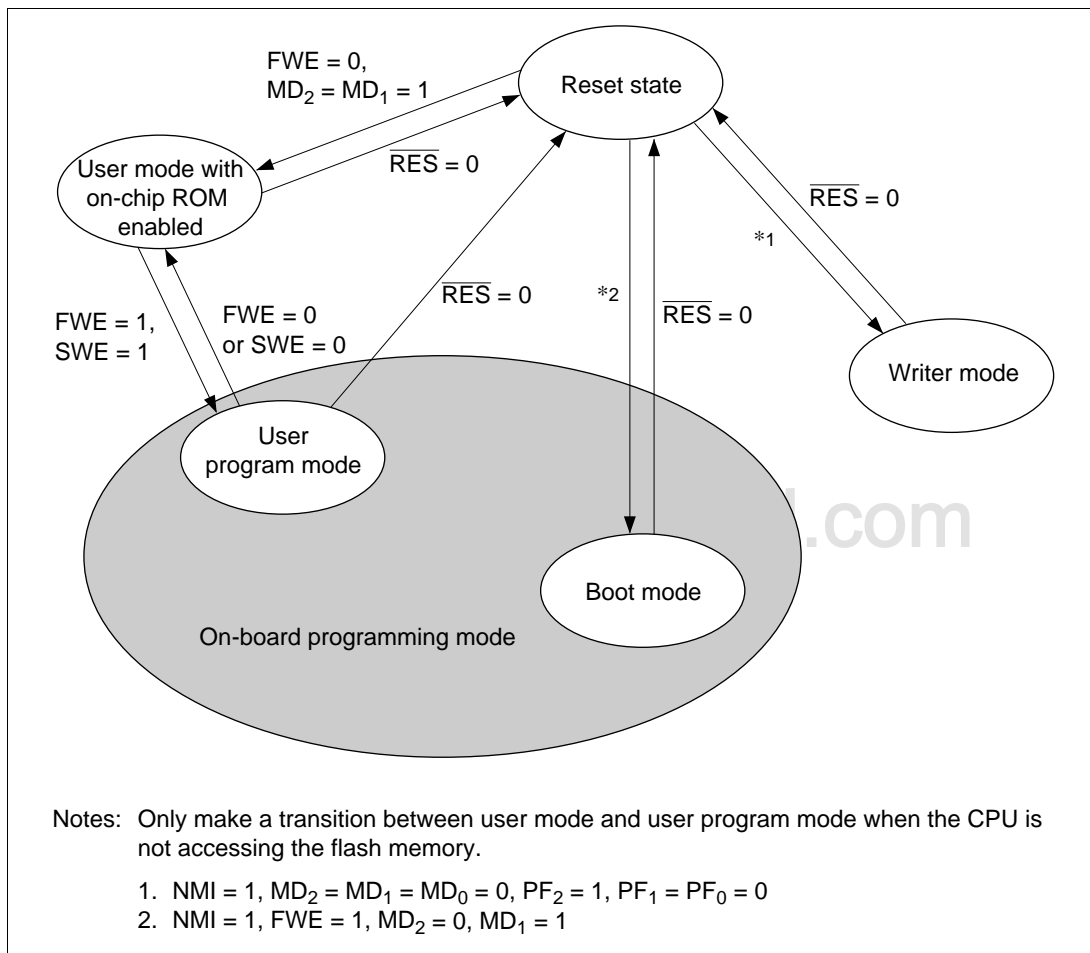 FWE = 0,
MD2 = MD1 = 1
Reset state
User mode with
on-chip ROM
enabled
RES = 0
RES = 0
*1
RES = 0
*2
RES = 0
FWE = 1,
SWE = 1
FWE = 0
or SWE = 0
Writer mode
User
program mode
.com
Boot mode
On-board programming mode
Notes: Only make a transition between user mode and user program mode when the CPU is
not accessing the flash memory.
1. NMI = 1, MD2 = MD1 = MD0 = 0, PF2 = 1, PF1 = PF0 = 0
2. NMI = 1, FWE = 1, MD2 = 0, MD1 = 1